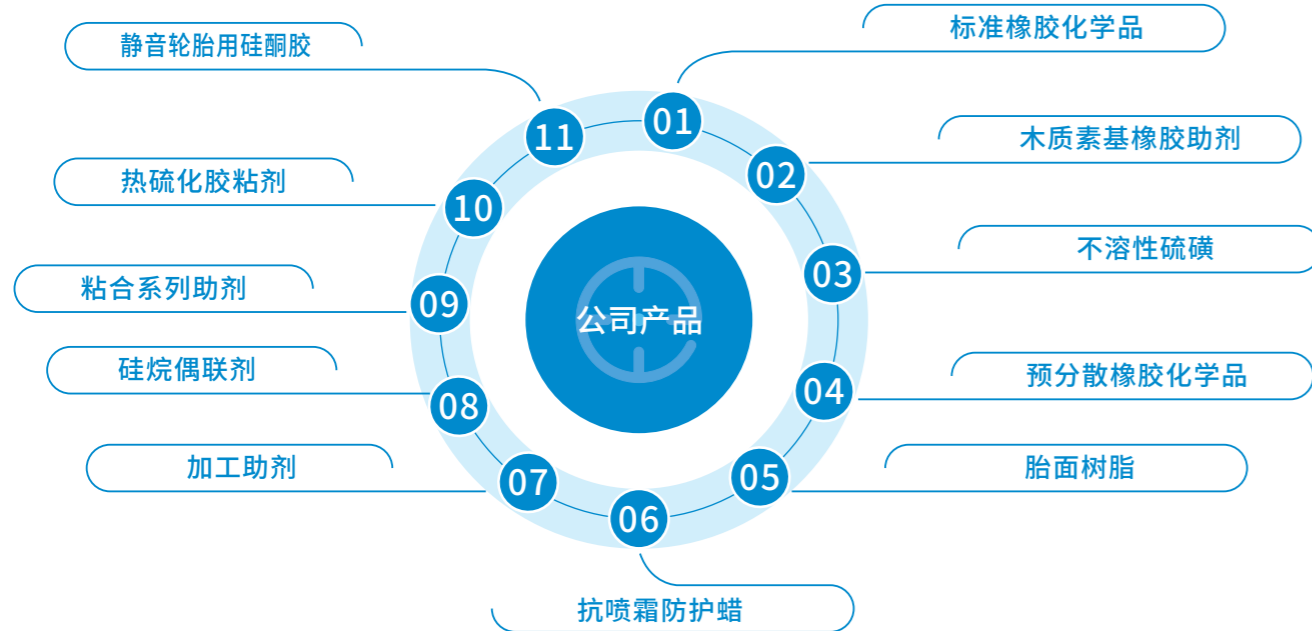 公司产品
01
标准橡胶化学品
02
木质素基橡胶助剂
03
不溶性硫磺
04
预分散橡胶化学品
05
胎面树脂
06
抗喷霜防护蜡
07
加工助剂
08
硅烷偶联剂
09
粘合系列助剂
10
热硫化胶粘剂
11
静音轮胎用硅酮胶